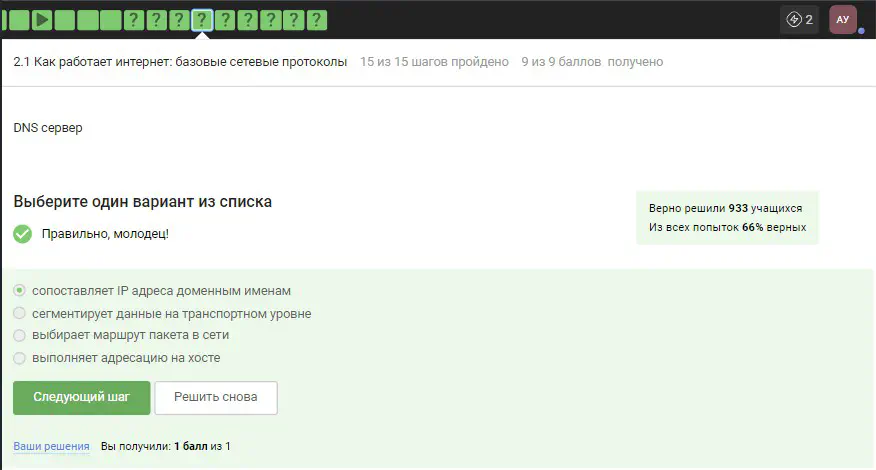 ? ? ? ? ? ? ? ? ?
2
АУ
2.1 Как работает интернет: базовые сетевые протоколы 15 из 15 шагов пройдено 9 из 9 баллов получено
DNS сервер
Выберите один вариант из списка
Правильно, молодец!
Верно решили 933 учащихся
Из всех попыток 66% верных
сопоставляет IP адреса доменным именам
сегментирует данные на транспортном уровне
выбирает маршрут пакета в сети
выполняет адресацию на хосте
Следующий шаг Решить снова
Ваши решения Вы получили: 1 балл из 1